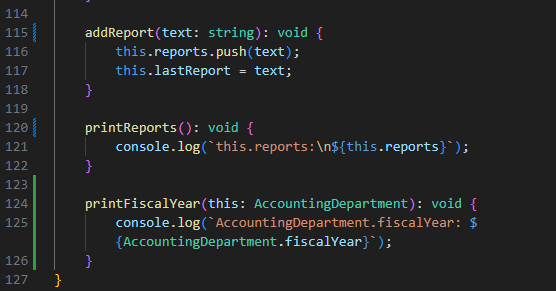 114
115 addReport(text: string): void {
116 this.reports.push(text);
117 this.lastReport = text;
118 }
119
120 printReports(): void {
121 console.log(`this.reports:\n${this.reports}`);
122 }
123
124 printFiscalYear(this: AccountingDepartment): void {
125 console.log(`AccountingDepartment.fiscalYear: $
{AccountingDepartment.fiscalYear}`);
126 }
127 }